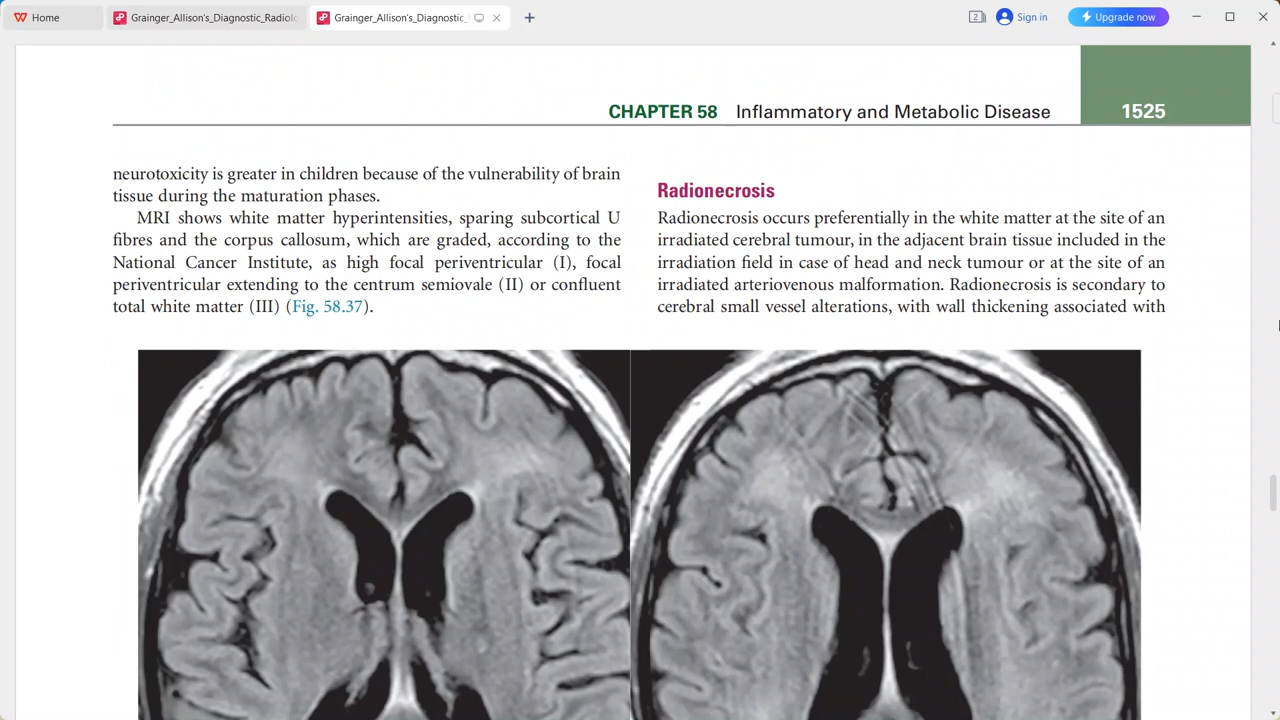 Home
Grainger_Allison's_Diagnostic_Radiolo
Grainger_Allison's_Diagnostic_
2
Sign in
Upgrade now
CHAPTER 58 Inflammatory and Metabolic Disease 1525
neurotoxicity is greater in children because of the vulnerability of brain
tissue during the maturation phases.
MRI shows white matter hyperintensities, sparing subcortical U
fibres and the corpus callosum, which are graded, according to the
National Cancer Institute, as high focal periventricular (I), focal
periventricular extending to the centrum semiovale (II) or confluent
total white matter (III) (Fig. 58.37).
Radionecrosis
Radionecrosis occurs preferentially in the white matter at the site of an
irradiated cerebral tumour, in the adjacent brain tissue included in the
irradiation field in case of head and neck tumour or at the site of an
irradiated arteriovenous malformation. Radionecrosis is secondary to
cerebral small vessel alterations, with wall thickening associated with